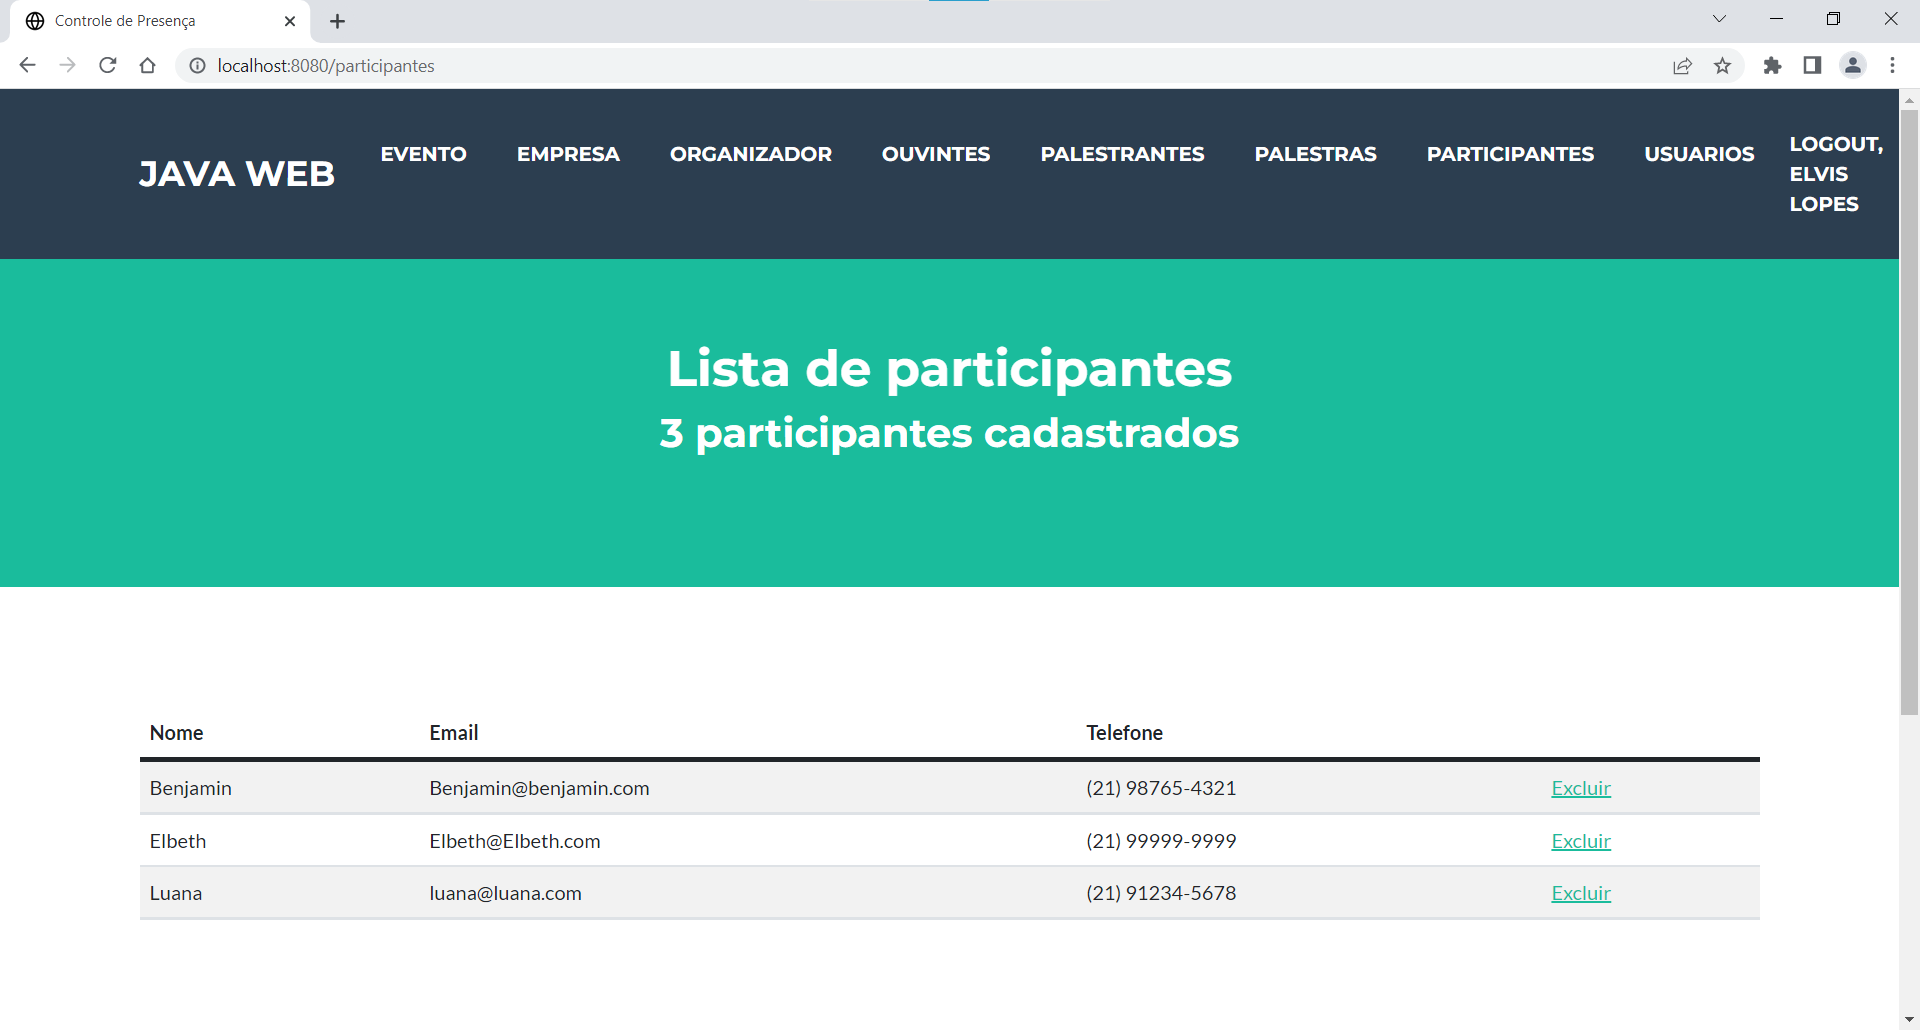 Controle de Presença
localhost:8080/participantes
JAVA WEB
EVENTO
EMPRESA
ORGANIZADOR
OUVINTES
PALESTRANTES
PALESTRAS
PARTICIPANTES
USUARIOS
LOGOUT,
ELVIS
LOPES
Lista de participantes
3 participantes cadastrados
Nome Email Telefone
Benjamin Benjamin@benjamin.com (21) 98765-4321 Excluir
Elbeth Elbeth@Elbeth.com (21) 99999-9999 Excluir
Luana luana@luana.com (21) 91234-5678 Excluir